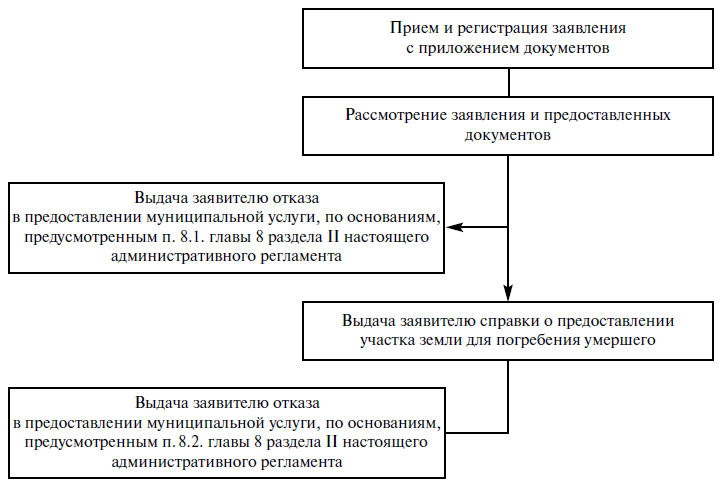 Прием и регистрация заявления
с приложением документов
Рассмотрение заявления и предоставленных
документов
Выдача заявителю отказа
в предоставлении муниципальной услуги, по основаниям,
предусмотренным п. 8.1. главы 8 раздела II настоящего
административного регламента
Выдача заявителю справки о предоставлении
участка земли для погребения умершего
Выдача заявителю отказа
в предоставлении муниципальной услуги, по основаниям,
предусмотренным п. 8.2. главы 8 раздела II настоящего
административного регламента